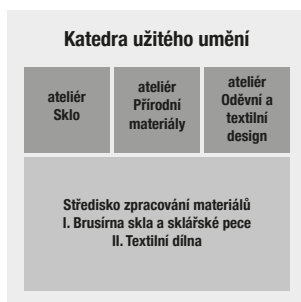 Katedra užitého umění
ateliér
Sklo
ateliér
Přírodní
materiály
ateliér
Oděvní a
textilní
design
Středisko zpracování materiálů
I. Brusírna skla a sklářské pece
II. Textilní dílna